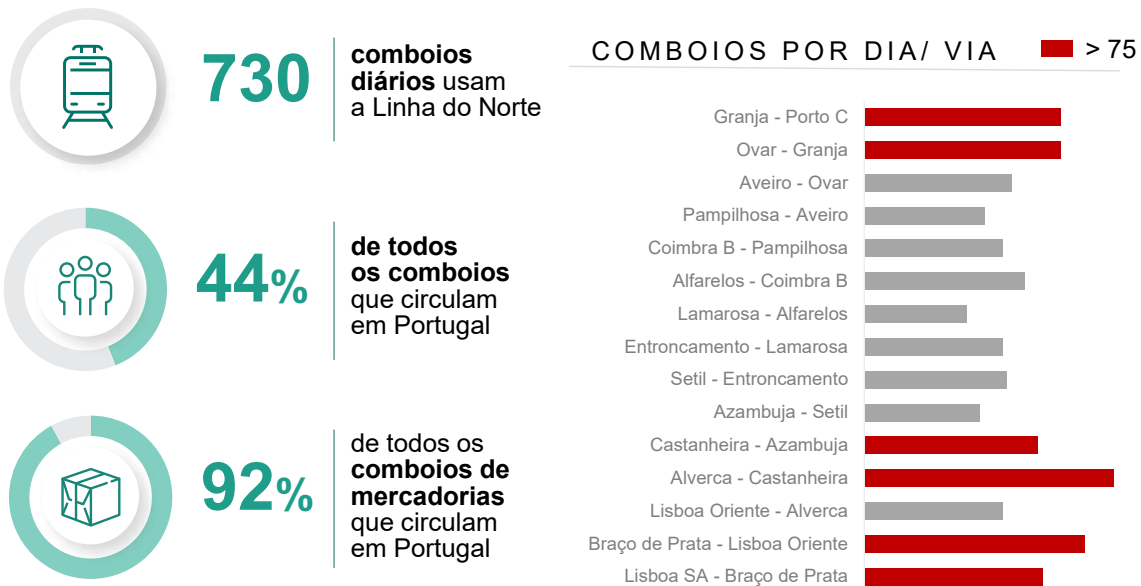 730
comboios
diários usam
a Linha do Norte
44%
de todos
os comboios
que circulam
em Portugal
92%
de todos os
comboios de
mercadorias
que circulam
em Portugal
COMBOIOS POR DIA/ VIA
> 75
Granja - Porto C
Ovar - Granja
Aveiro - Ovar
Pampilhosa - Aveiro
Coimbra B - Pampilhosa
Alfarelos - Coimbra B
Lamarosa - Alfarelos
Entroncamento - Lamarosa
Setil - Entroncamento
Azambuja - Setil
Castanheira - Azambuja
Alverca - Castanheira
Lisboa Oriente - Alverca
Braço de Prata - Lisboa Oriente
Lisboa SA - Braço de Prata